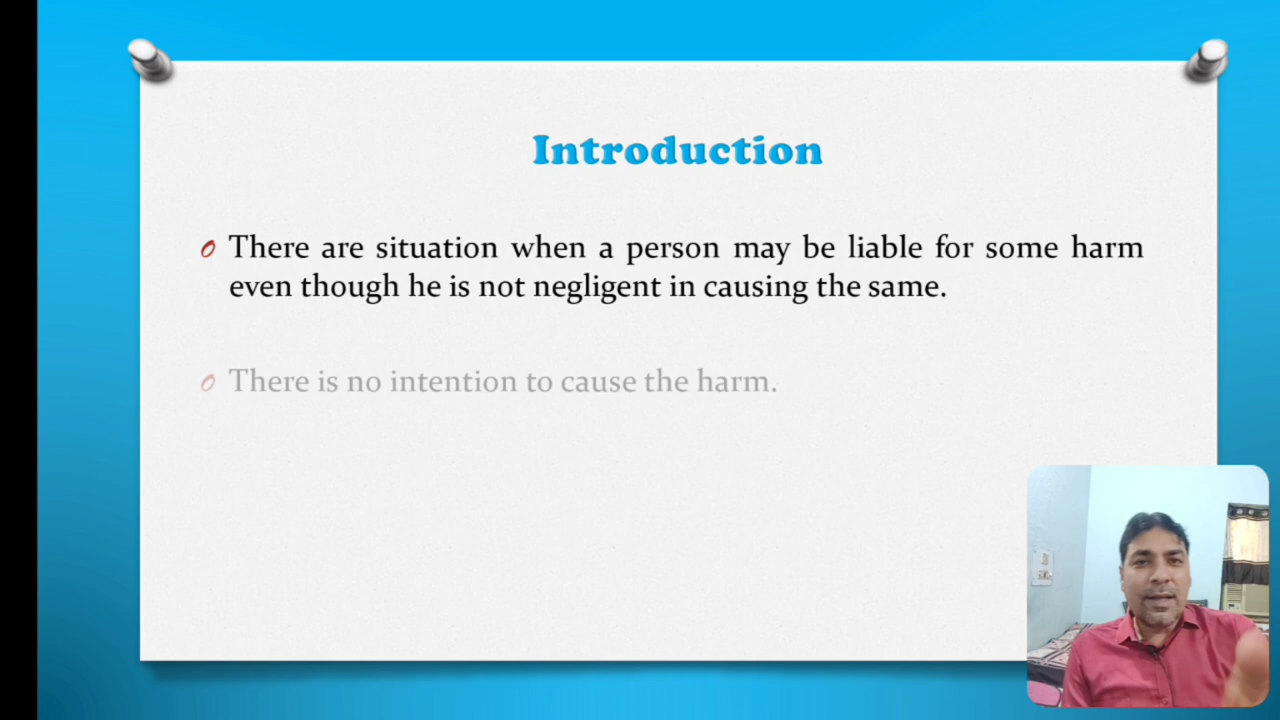 Introduction
There are situation when a person may be liable for some harm
even though he is not negligent in causing the same.
There is no intention to cause the harm.